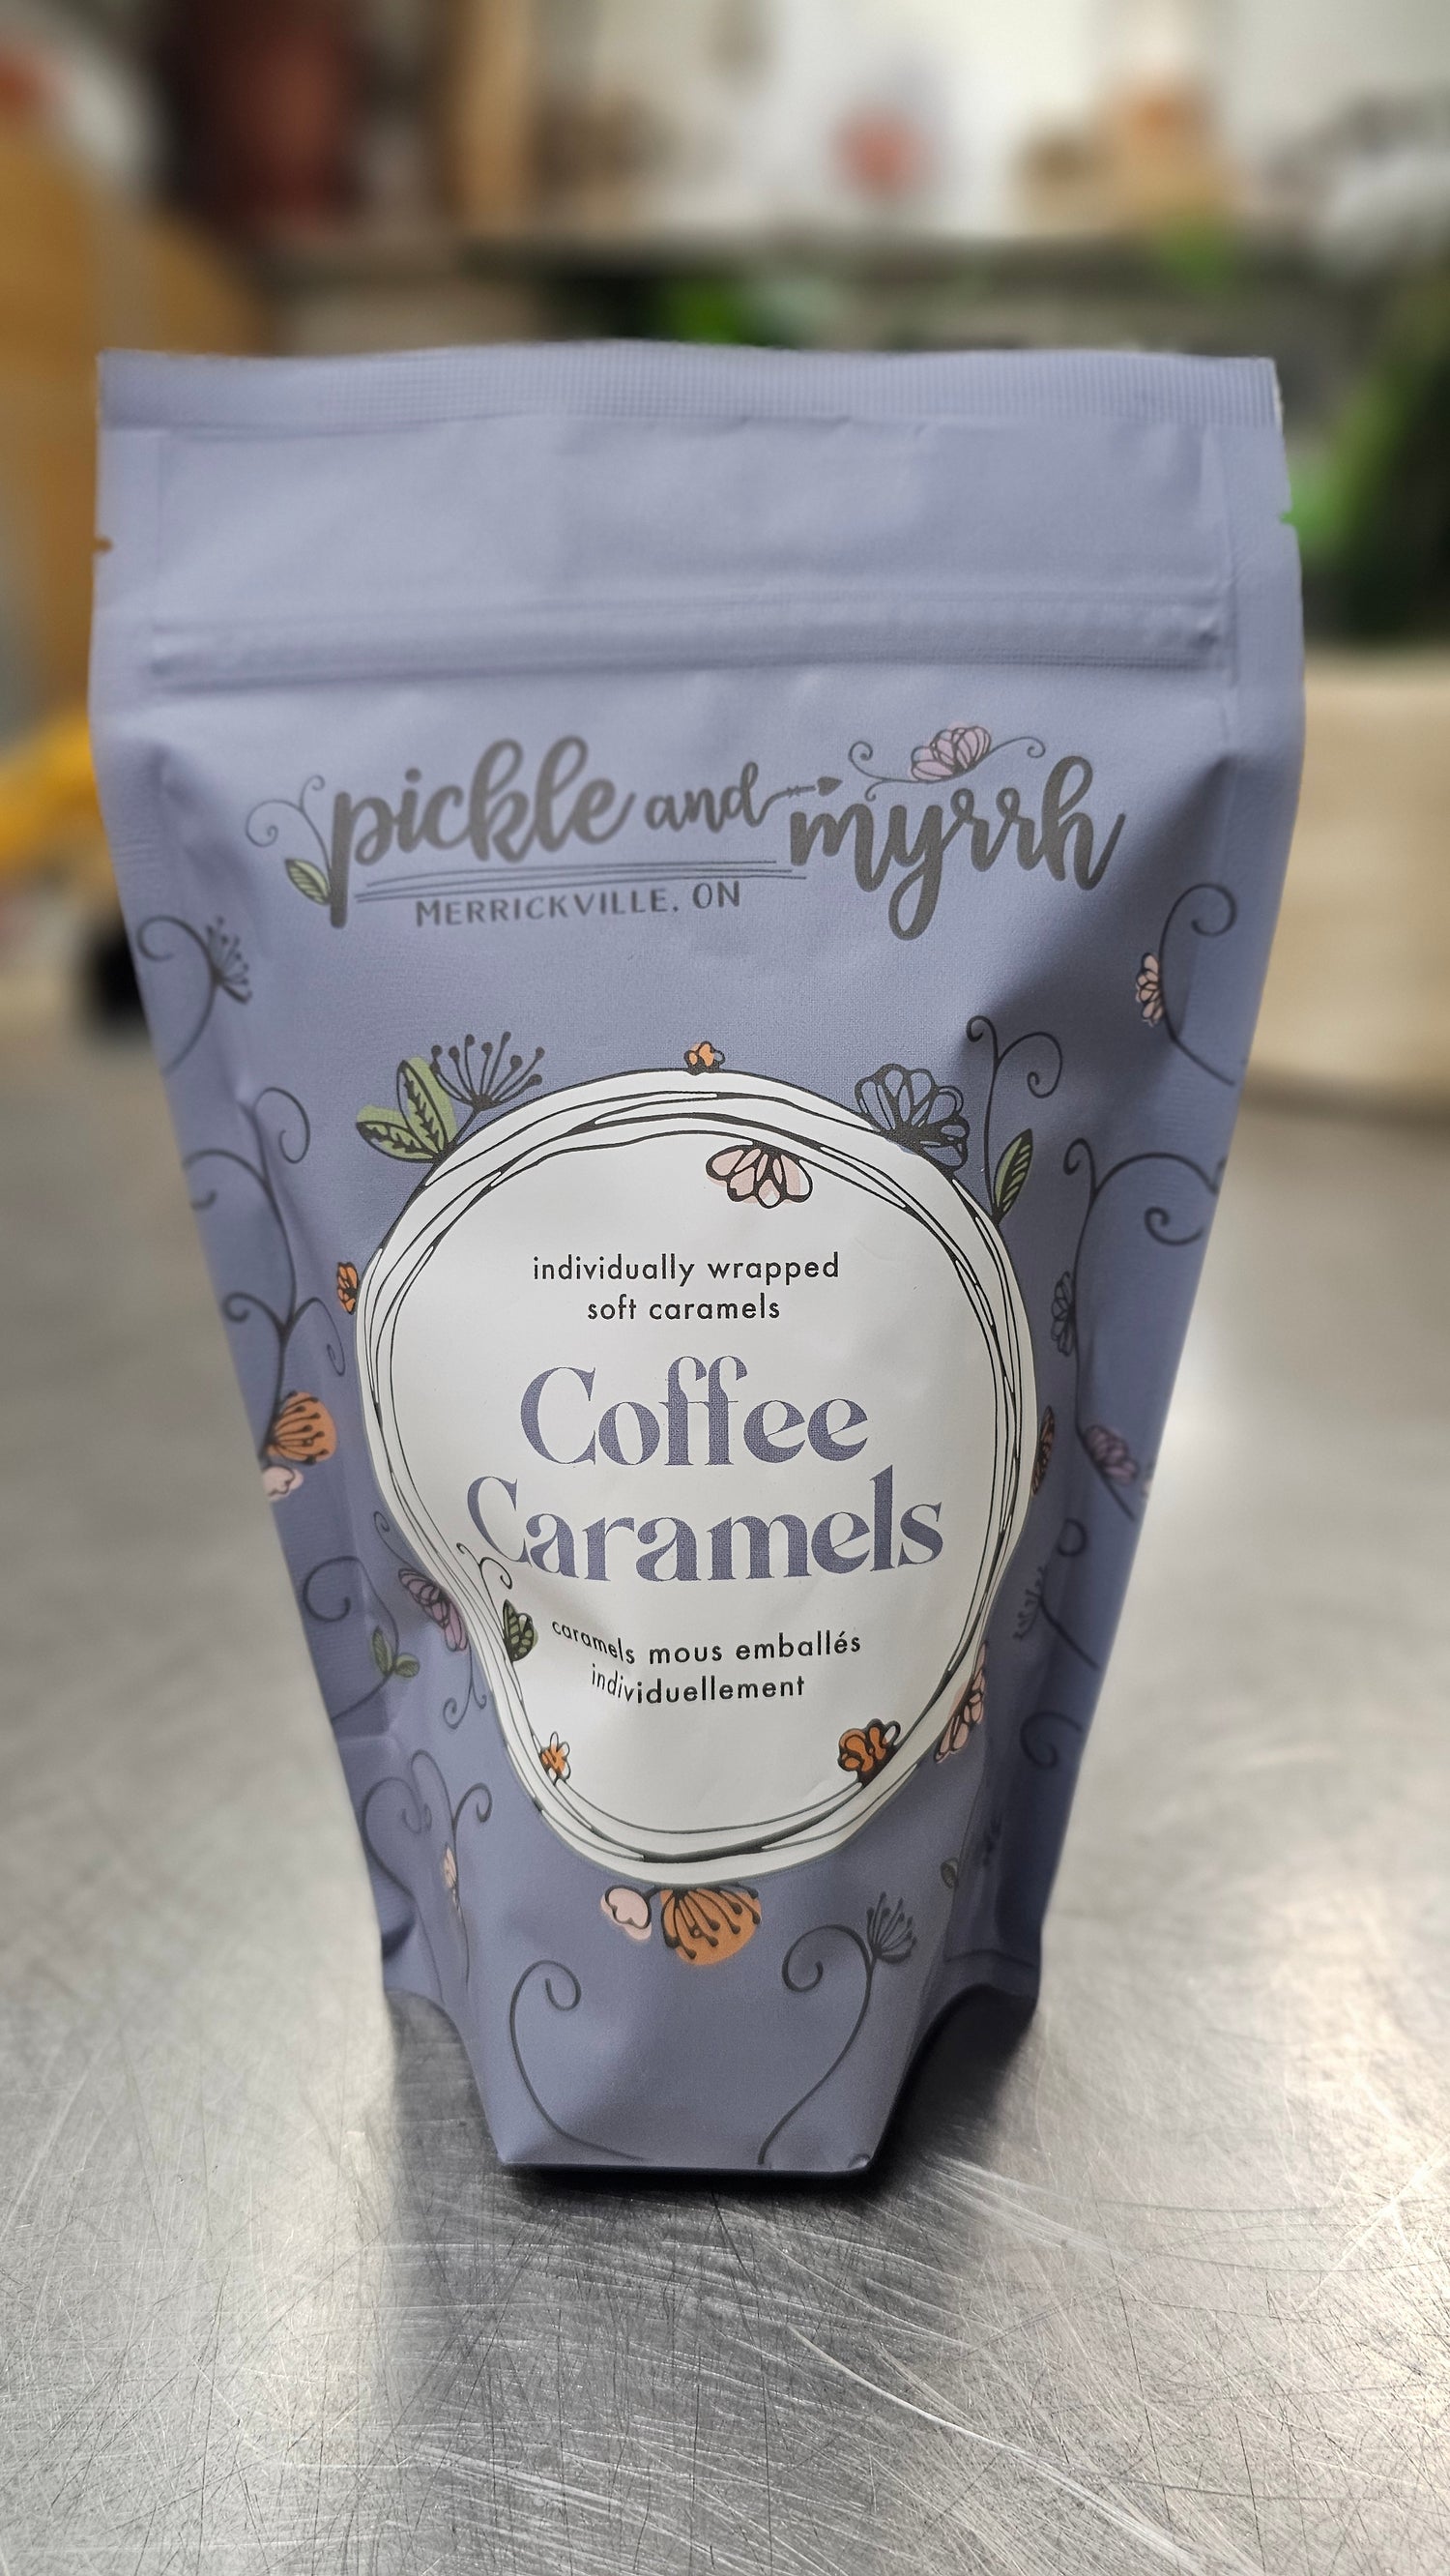 pickle and myrrh
MERRICKVILLE, ON
individually wrapped
soft caramels
Coffee
Caramels
caramels mous emballés
individuellement